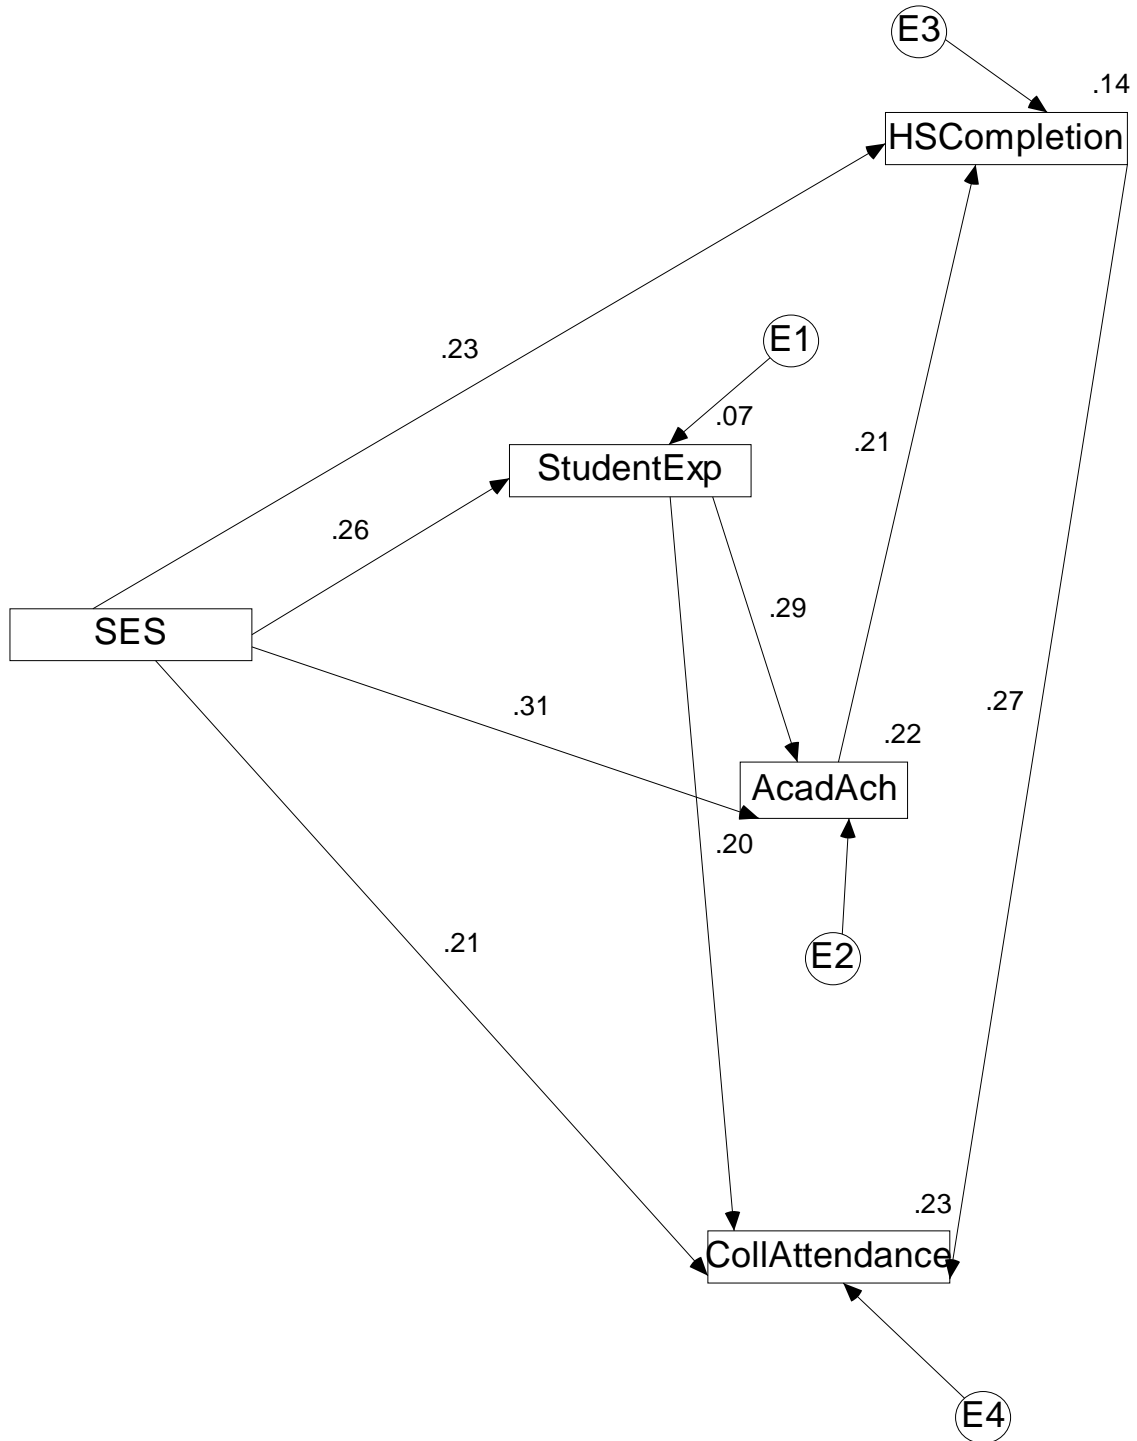 E3
.14
HSCompletion
.23
E1
.07
.21
StudentExp
.26
.29
SES
.31
.27
.22
AcadAch
.20
.21
E2
.23
CollAttendance
E4